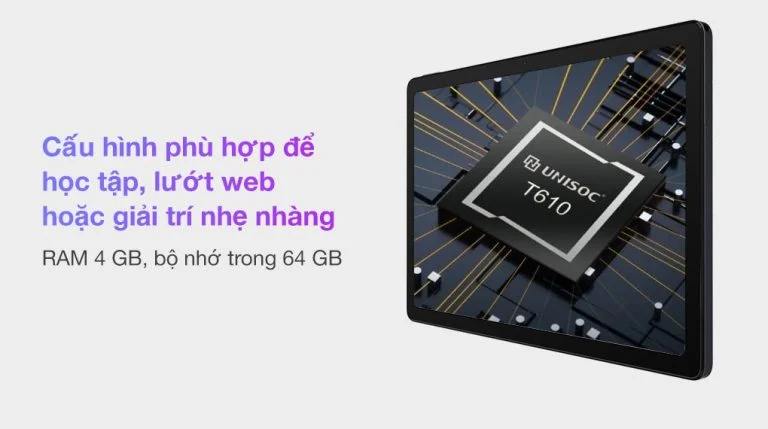 Cấu hình phù hợp để
học tập, lướt web
hoặc giải trí nhẹ nhàng
RAM 4 GB, bộ nhớ trong 64 GB
UNISOC
T610